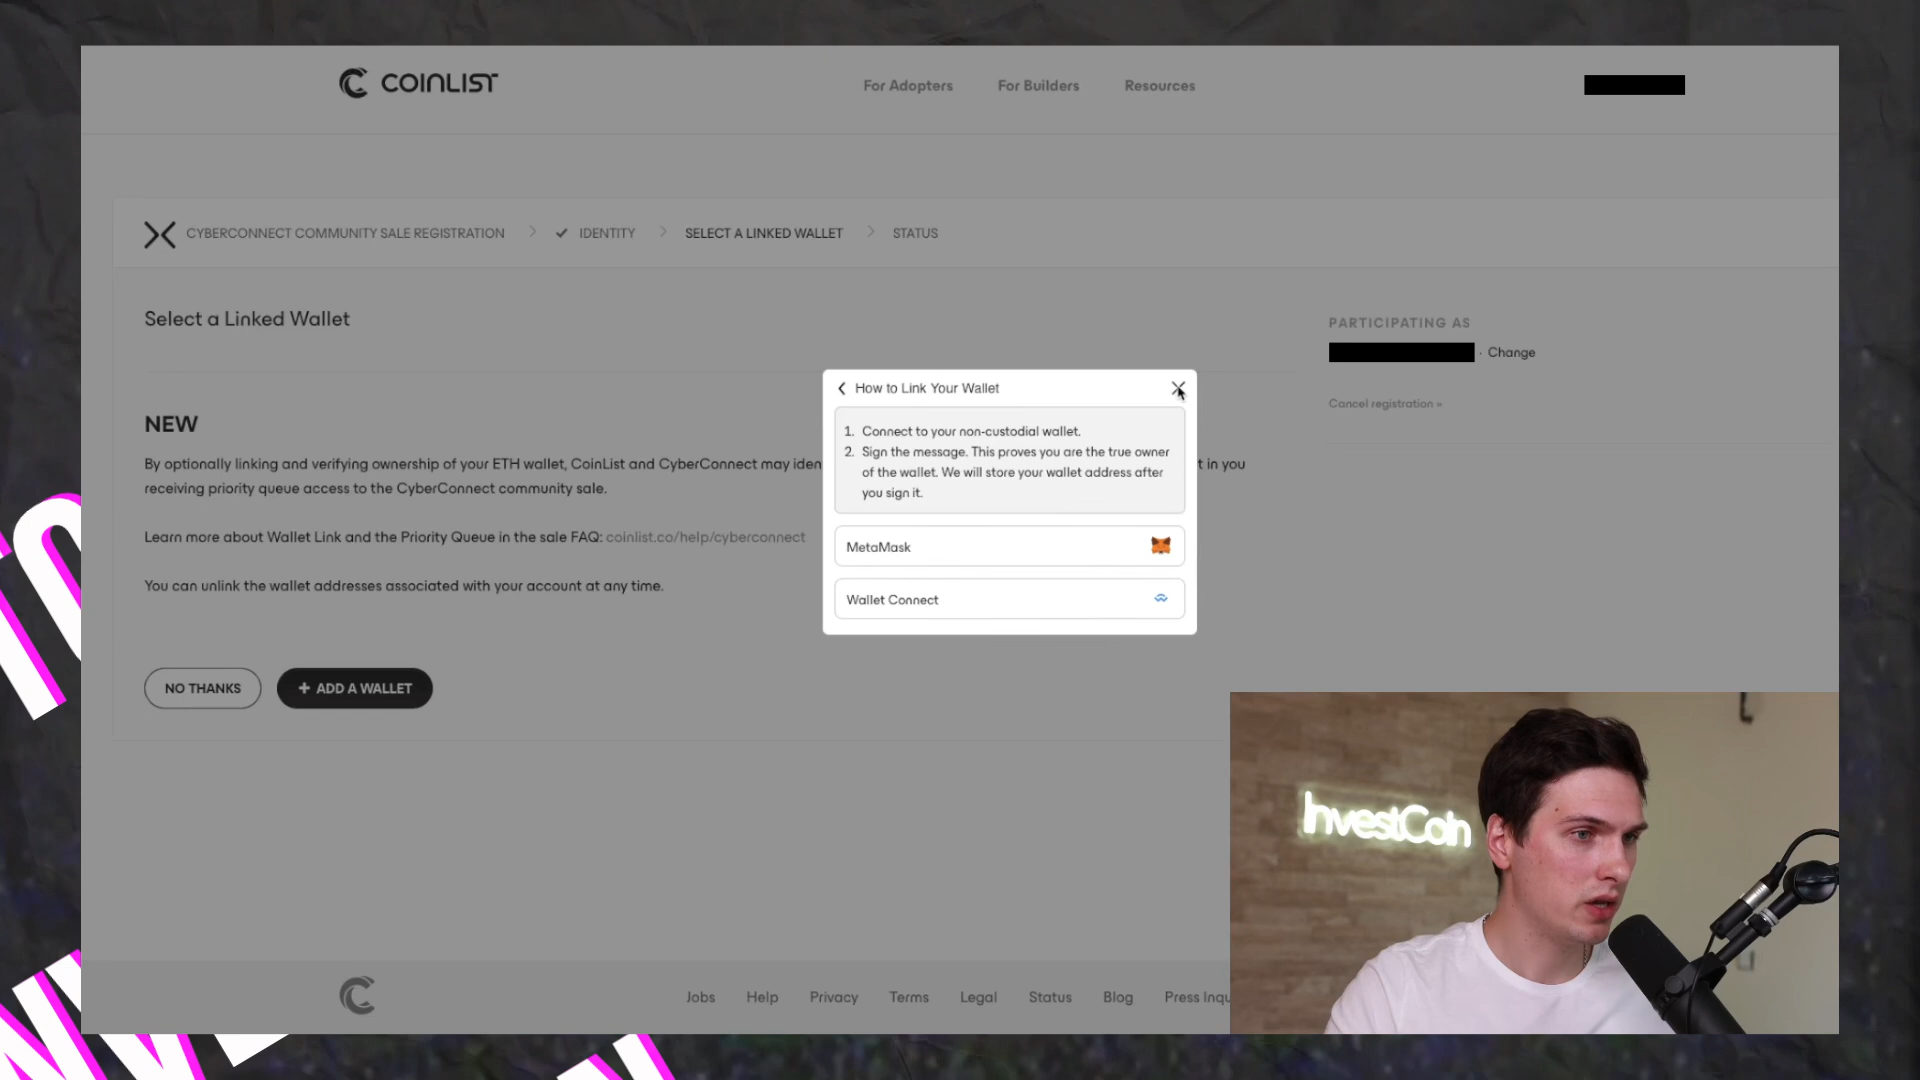 COINLIST
For Adopters
For Builders
Resources
CYBERCONNECT COMMUNITY SALE REGISTRATION
IDENTITY
SELECT A LINKED WALLET
STATUS
Select a Linked Wallet
PARTICIPATING AS
· Change
Cancel registration »
How to Link Your Wallet
1. Connect to your non-custodial wallet.
2. Sign the message. This proves you are the true owner
of the wallet. We will store your wallet address after
you sign it.
MetaMask
Wallet Connect
NEW
By optionally linking and verifying ownership of your ETH wallet, CoinList and CyberConnect may
t in you
receiving priority queue access to the CyberConnect community sale.
Learn more about Wallet Link and the Priority Queue in the sale FAQ: coinlist.co/help/cyberconnect
You can unlink the wallet addresses associated with your account at any time.
NO THANKS
+ ADD A WALLET
InvestCoin
Jobs
Help
Privacy
Terms
Legal
Status
Blog
Press